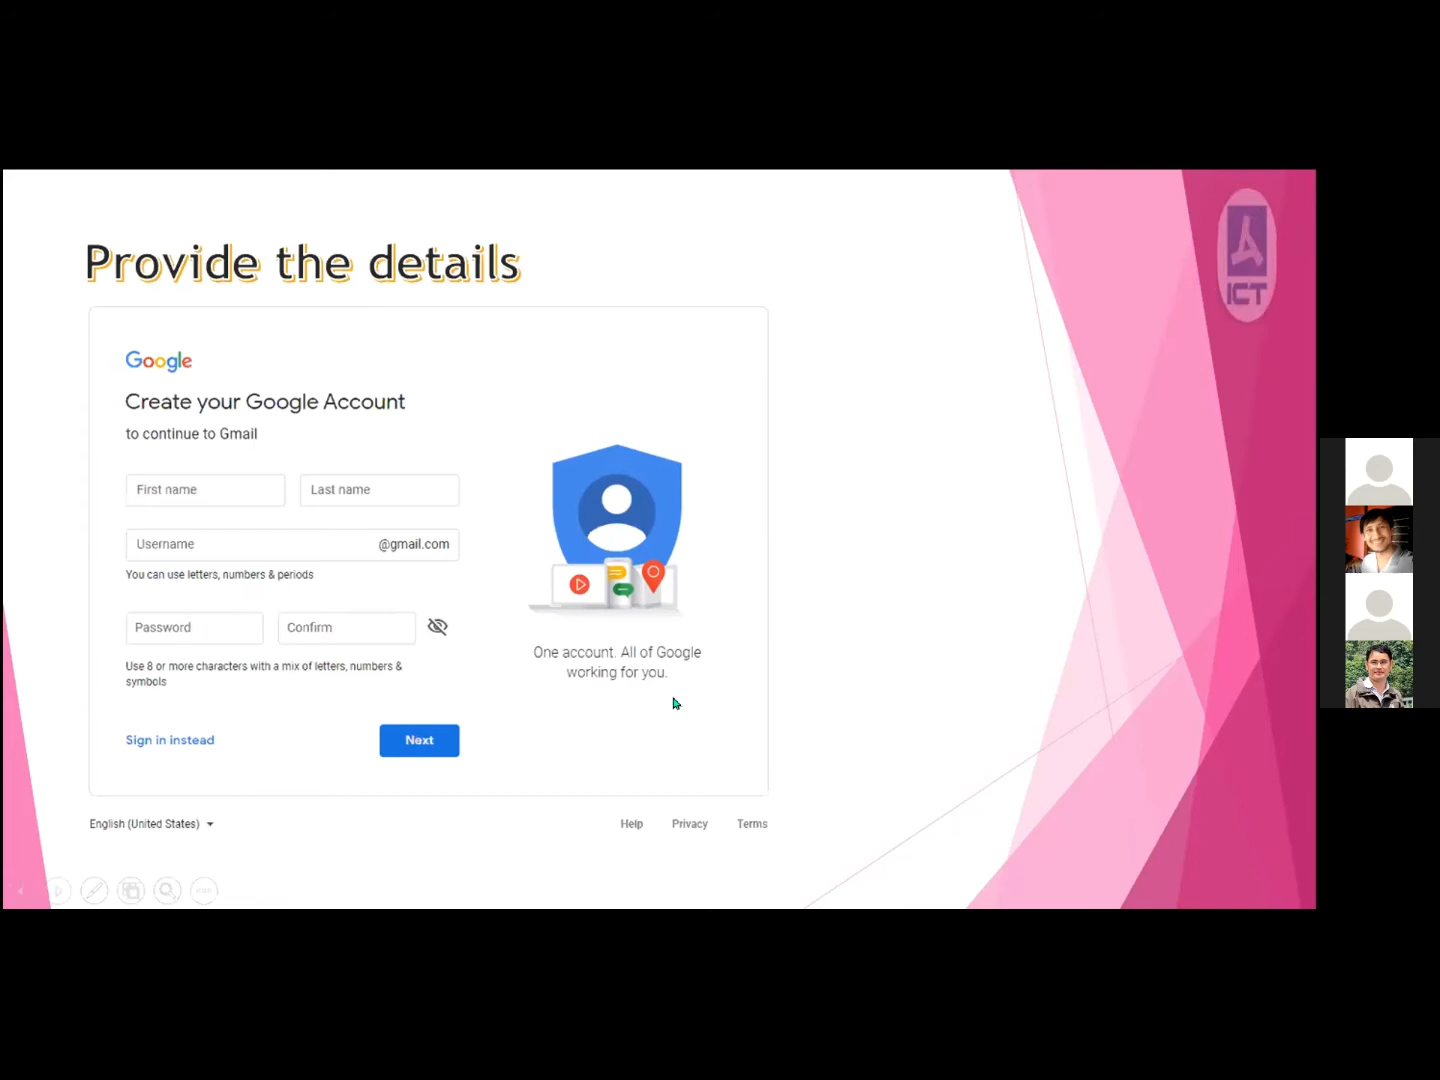 Provide the details
ICT
Google
Create your Google Account
to continue to Gmail
First name
Last name
Username @gmail.com
You can use letters, numbers & periods
Password
Confirm
Use 8 or more characters with a mix of letters, numbers &
symbols
Sign in instead
Next
One account. All of Google
working for you.
English (United States)
Help
Privacy
Terms